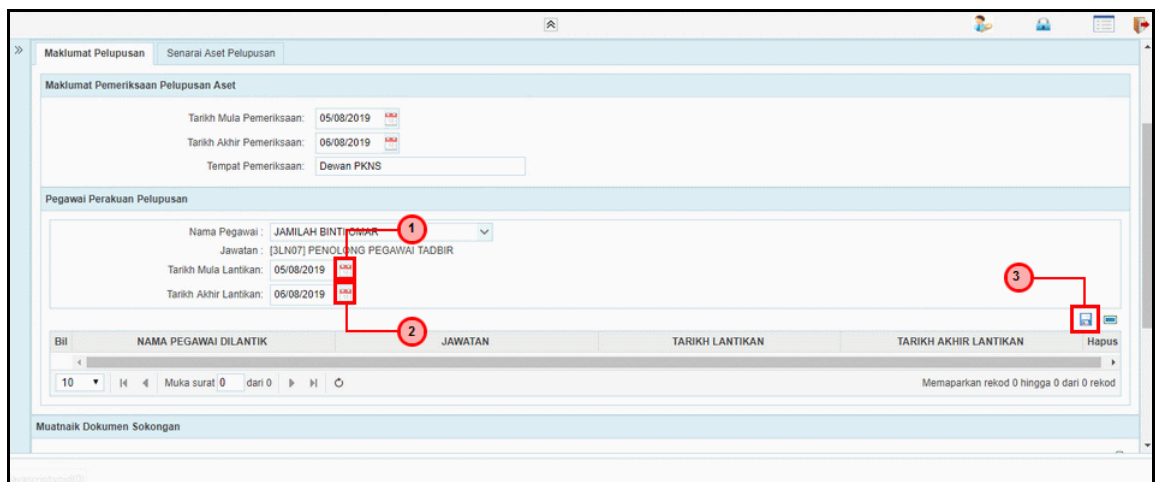 Maklumat Pelupusan Senarai Aset Pelupusan
Maklumat Pemeriksaan Pelupusan Aset
Tarikh Mula Pemeriksaan: 05/08/2019
Tarikh Akhir Pemeriksaan: 06/08/2019
Tempat Pemeriksaan: Dewan PKNS
Pegawai Perakuan Pelupusan
Nama Pegawai : JAMILAH BINTI OMAR 1
Jawatan : [3LN07] PENOLONG PEGAWAI TADBIR
Tarikh Mula Lantikan: 05/08/2019
3
Tarikh Akhir Lantikan: 06/08/2019
2
Bil NAMA PEGAWAI DILANTIK JAWATAN TARIKH LANTIKAN TARIKH AKHIR LANTIKAN Hapus
10 Muka surat 0 dari 0 Memaparkan rekod 0 hingga 0 dari 0 rekod
Muatnaik Dokumen Sokongan